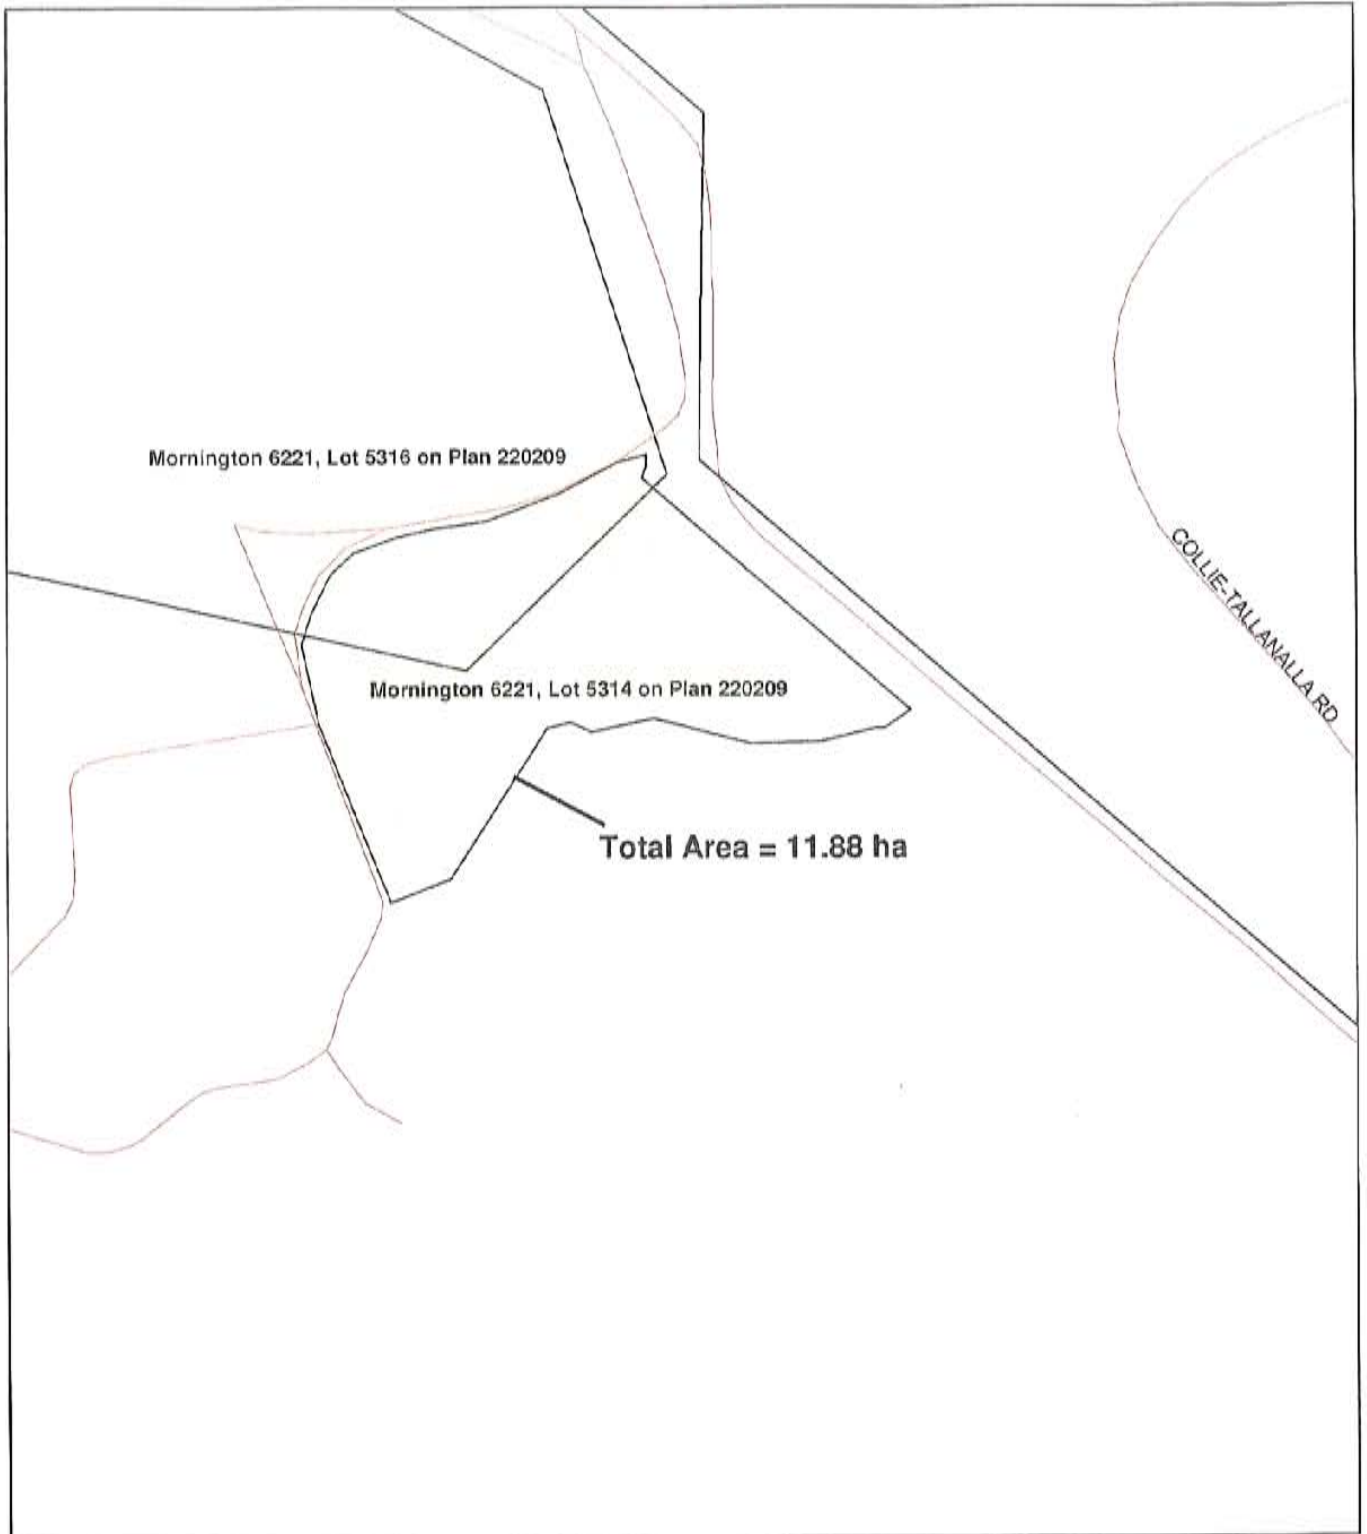 Mornington 6221, Lot 5316 on Plan 220209
COLLIE-TALLANALLA RD
Mornington 6221, Lot 5314 on Plan 220209
Total Area = 11.88 ha